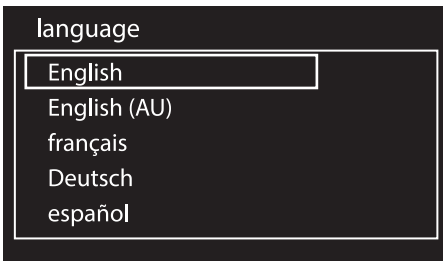 language
English
English (AU)
français
Deutsch
español